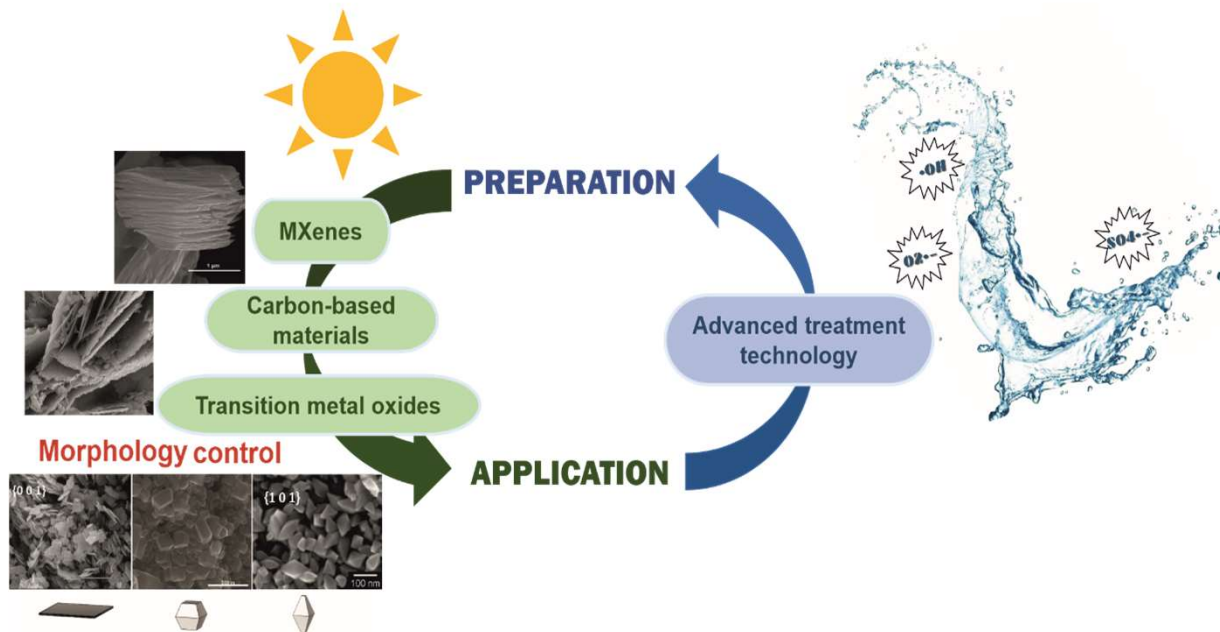 PREPARATION
MXenes
1 μm
Carbon-based
materials
Transition metal oxides
Morphology control
{0 0 1}
{1 0 1}
100 nm
APPLICATION
Advanced treatment
technology
•OH
O2•−
SO4•−